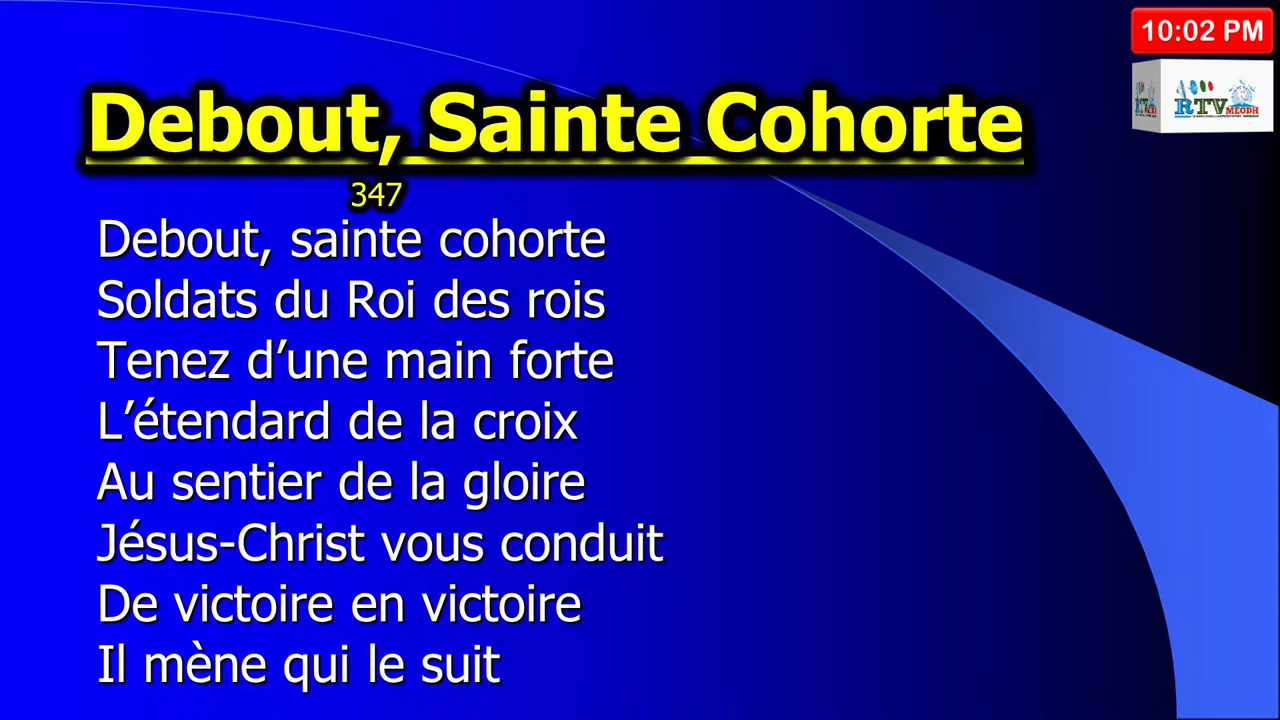 10:02 PM
RTV
MEODH
Debout, Sainte Cohorte
347
Debout, sainte cohorte
Soldats du Roi des rois
Tenez d’une main forte
L’étendard de la croix
Au sentier de la gloire
Jésus-Christ vous conduit
De victoire en victoire
Il mène qui le suit